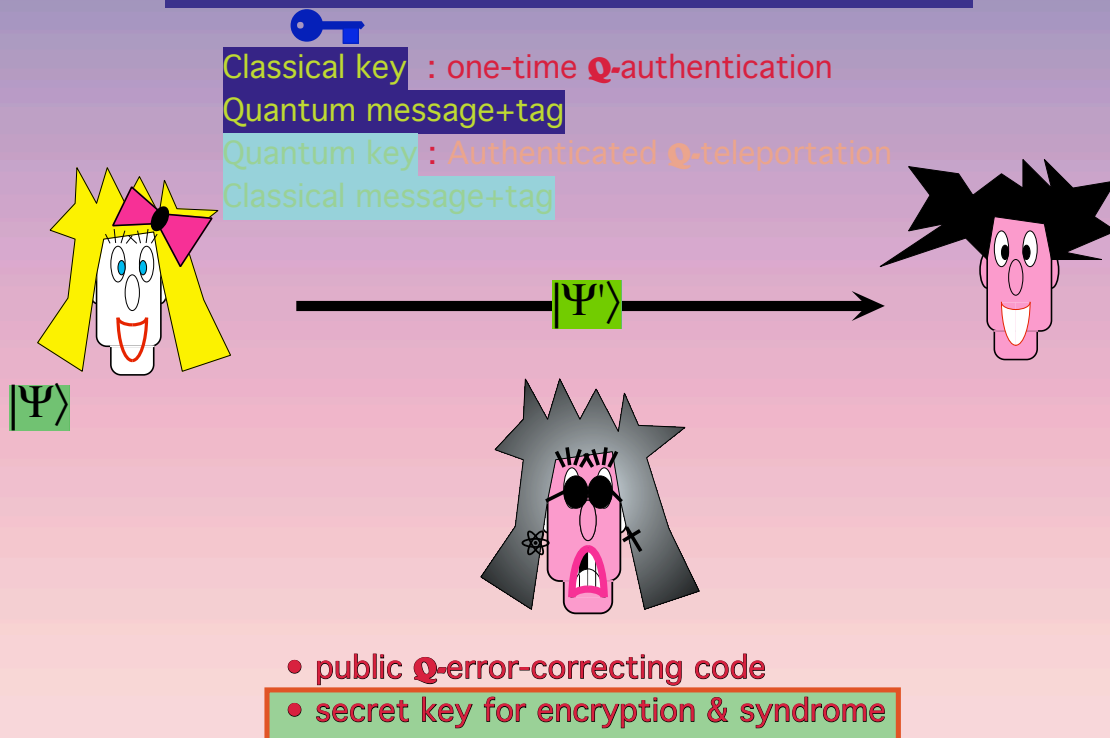 Classical key : one-time Q-authentication
Quantum message+tag
Quantum key : Authenticated Q-teleportation
Classical message+tag
|Ψ'⟩
|Ψ⟩
• public Q-error-correcting code
• secret key for encryption & syndrome